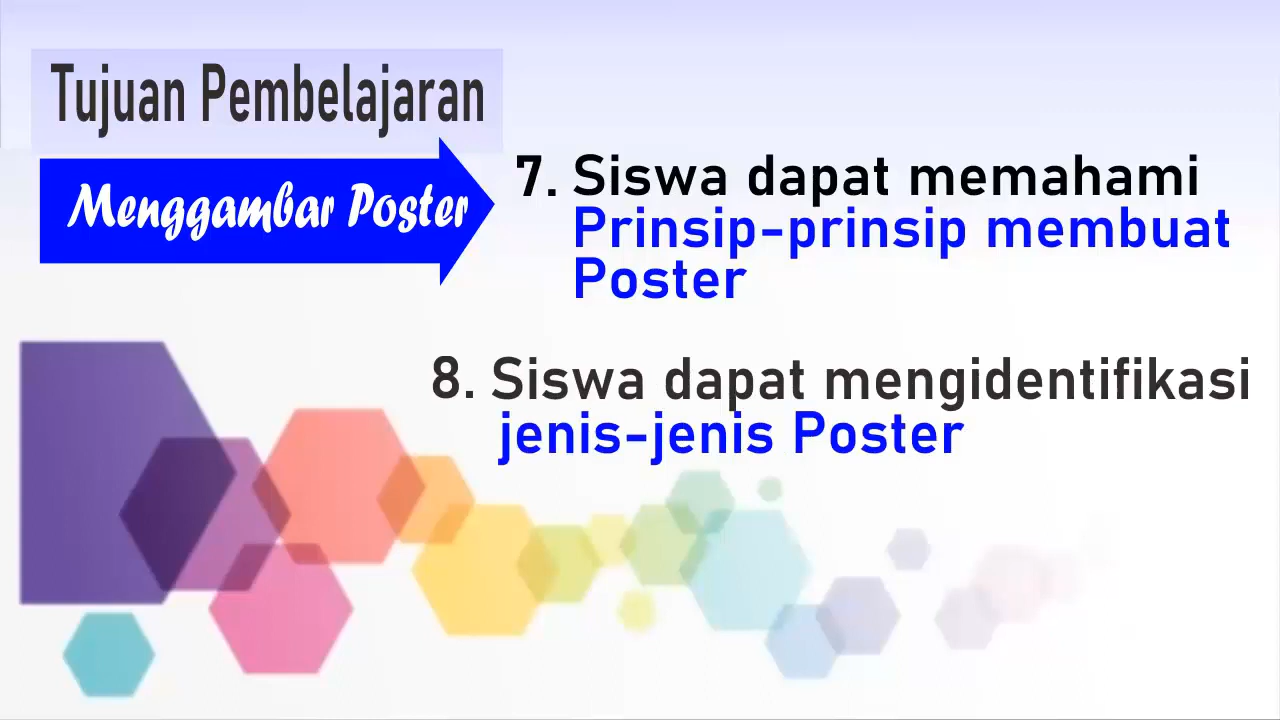 Tujuan Pembelajaran
Menggambar Poster
7. Siswa dapat memahami
Prinsip-prinsip membuat
Poster
8. Siswa dapat mengidentifikasi
jenis-jenis Poster